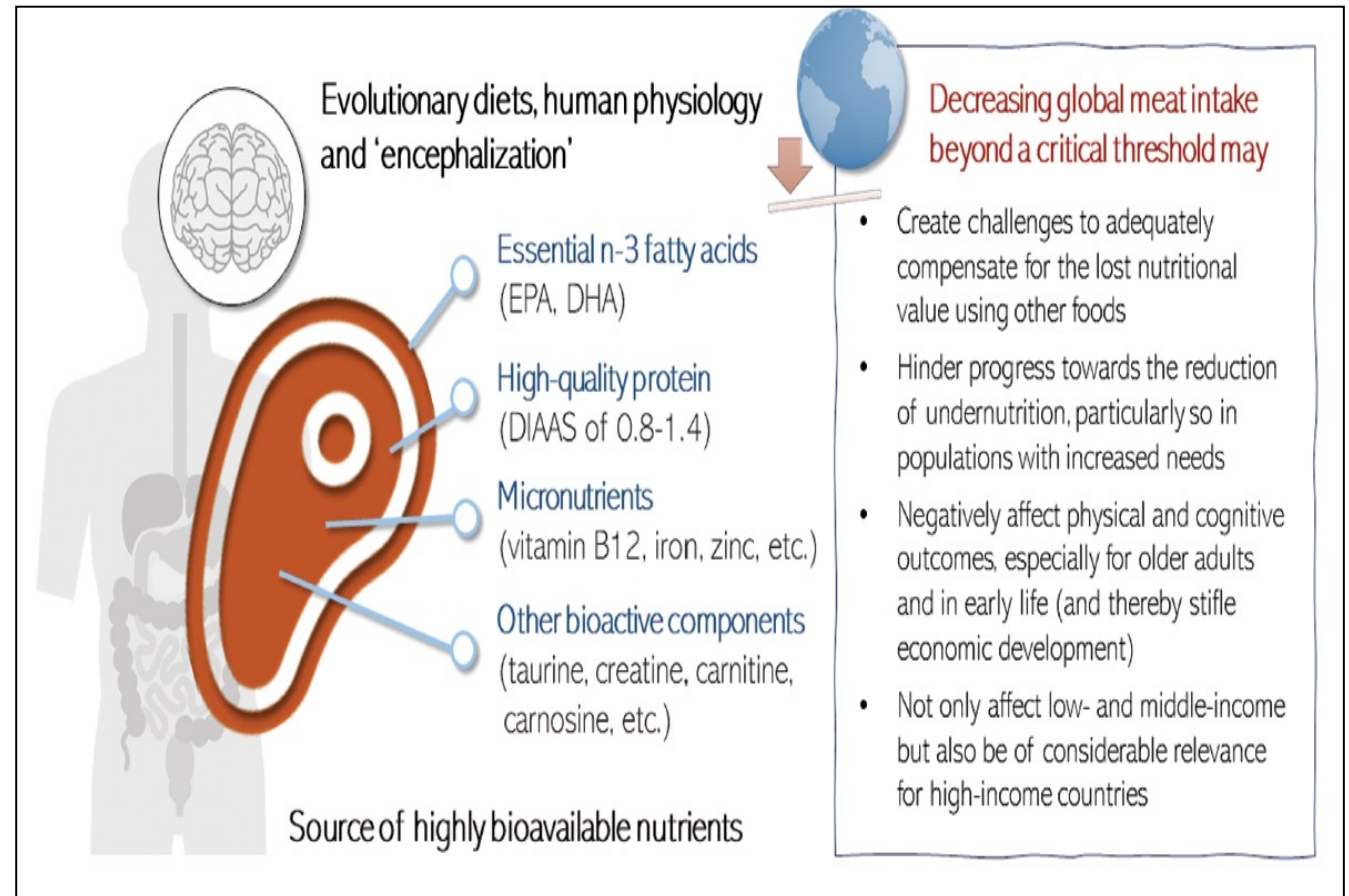 Evolutionary diets, human physiology
and ‘encephalization’
Essential n-3 fatty acids
(EPA, DHA)
High-quality protein
(DIAAS of 0.8-1.4)
Micronutrients
(vitamin B12, iron, zinc, etc.)
Other bioactive components
(taurine, creatine, carnitine,
carnosine, etc.)
Source of highly bioavailable nutrients
Decreasing global meat intake
beyond a critical threshold may
• Create challenges to adequately
compensate for the lost nutritional
value using other foods
• Hinder progress towards the reduction
of undernutrition, particularly so in
populations with increased needs
• Negatively affect physical and cognitive
outcomes, especially for older adults
and in early life (and thereby stifle
economic development)
• Not only affect low- and middle-income
but also be of considerable relevance
for high-income countries